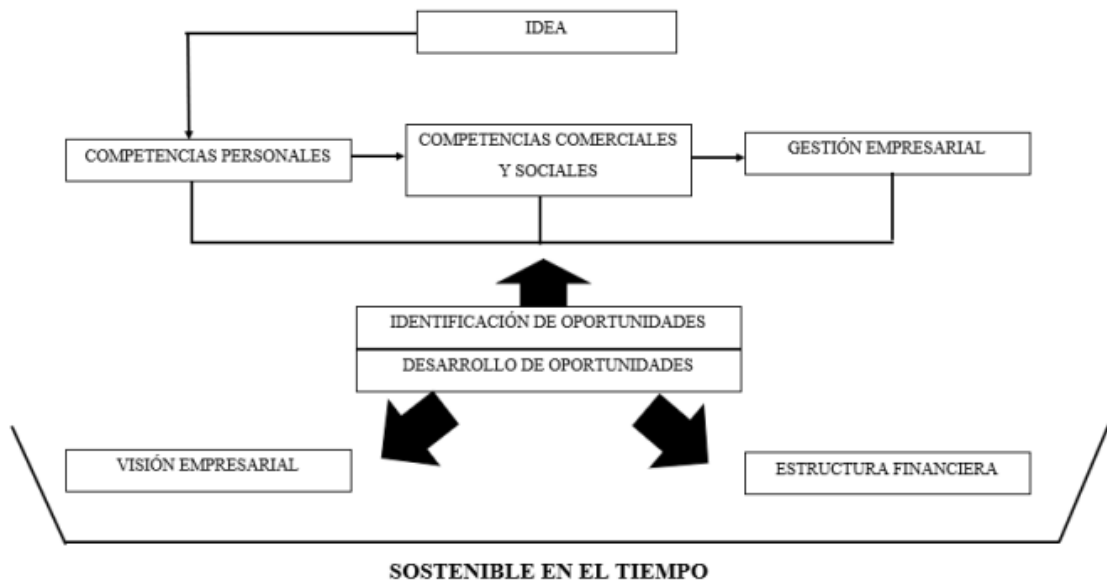 IDEA
COMPETENCIAS PERSONALES
COMPETENCIAS COMERCIALES
Y SOCIALES
GESTIÓN EMPRESARIAL
IDENTIFICACIÓN DE OPORTUNIDADES
DESARROLLO DE OPORTUNIDADES
VISIÓN EMPRESARIAL
ESTRUCTURA FINANCIERA
SOSTENIBLE EN EL TIEMPO